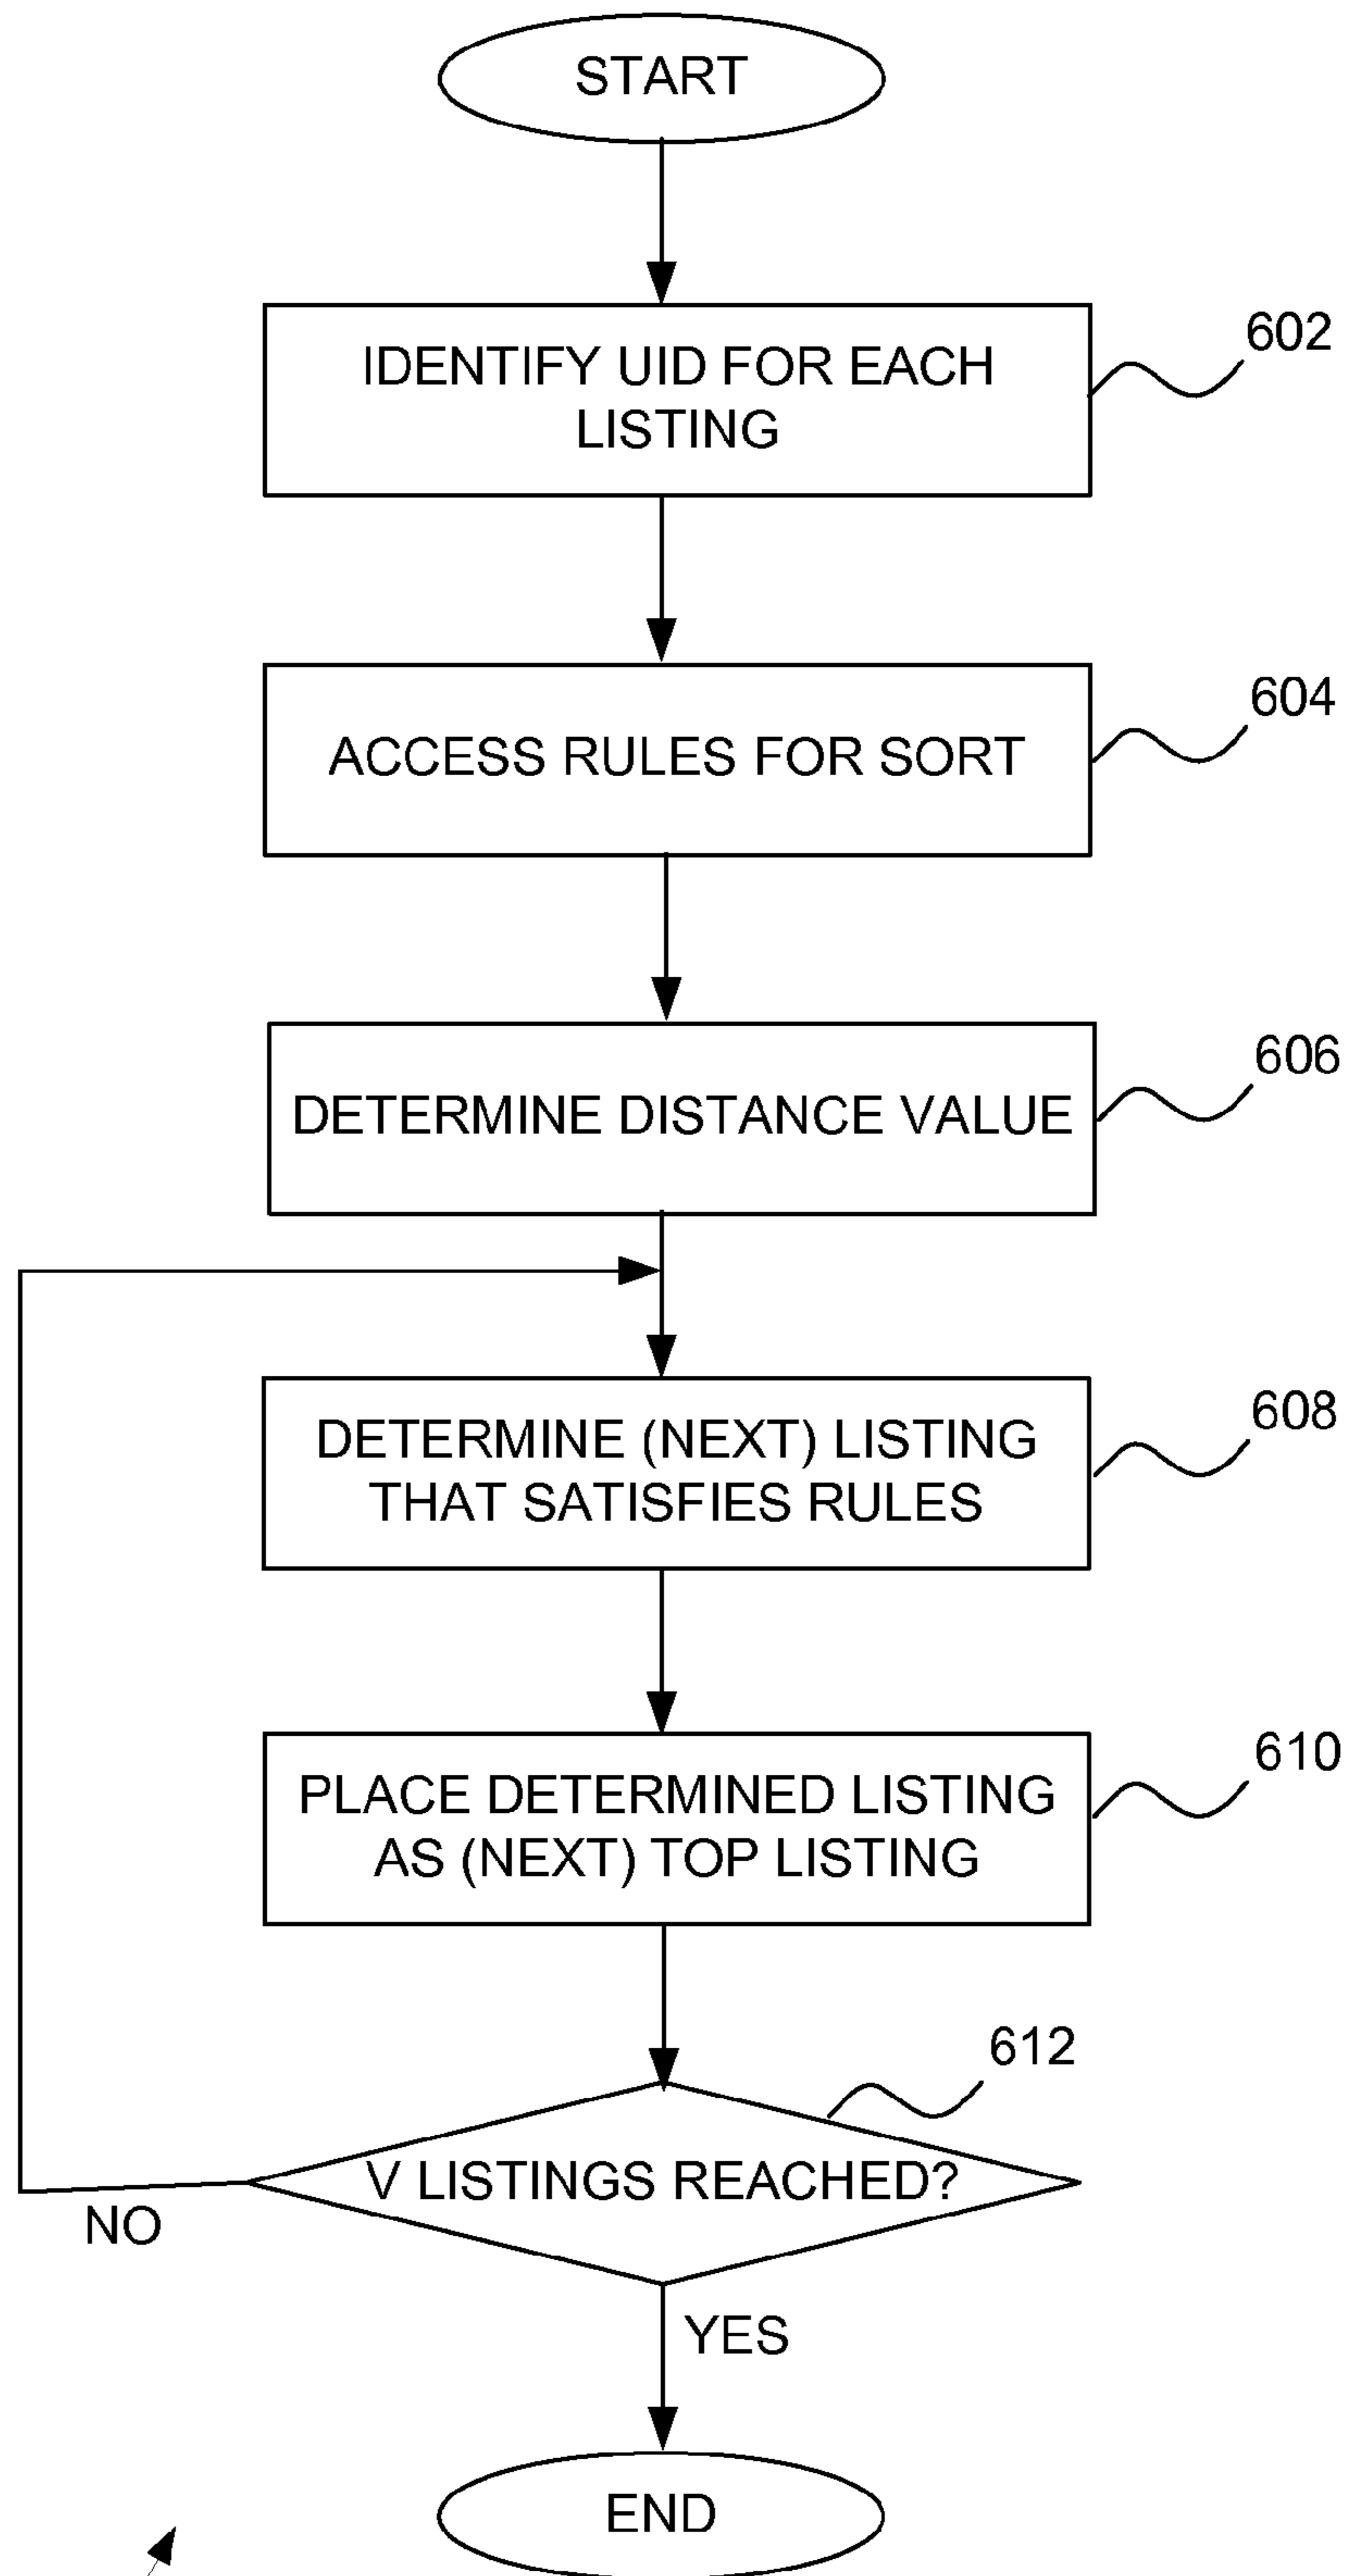 START
IDENTIFY UID FOR EACH
LISTING
602
ACCESS RULES FOR SORT
604
DETERMINE DISTANCE VALUE
606
DETERMINE (NEXT) LISTING
THAT SATISFIES RULES
608
PLACE DETERMINED LISTING
AS (NEXT) TOP LISTING
610
612
V LISTINGS REACHED?
NO
YES
END